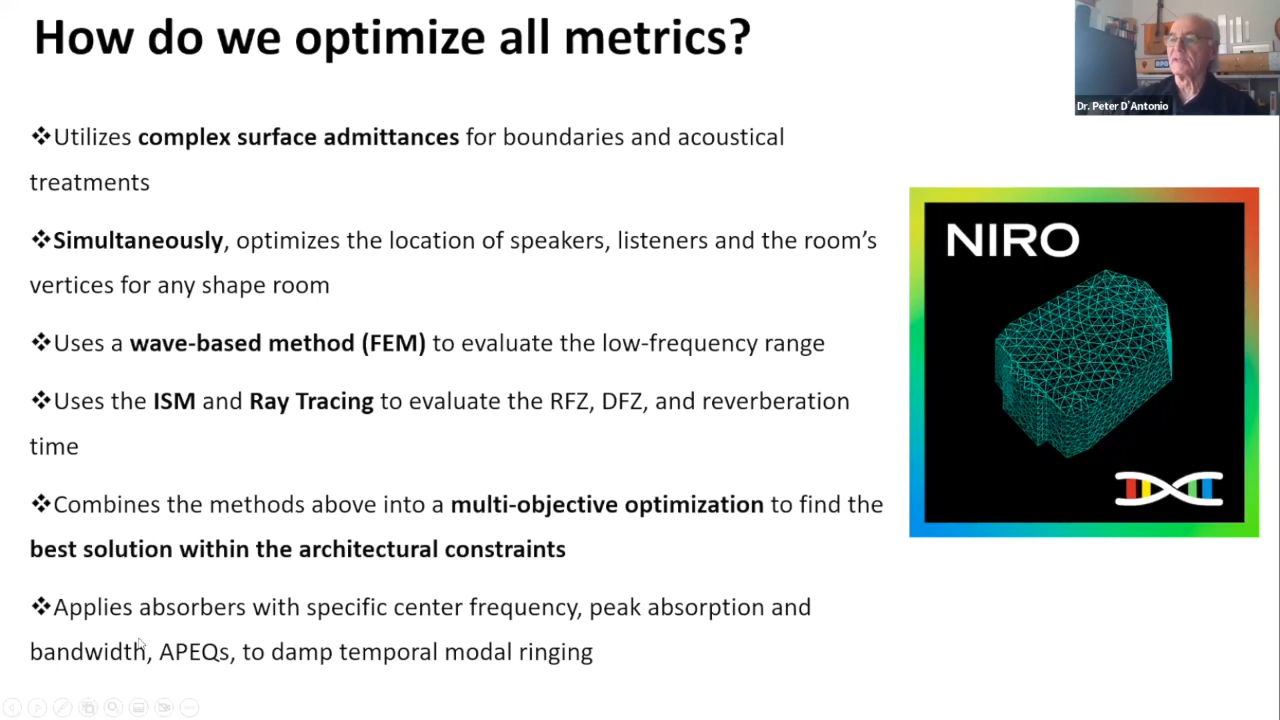 How do we optimize all metrics?
Dr. Peter D'Antonio
❖Utilizes complex surface admittances for boundaries and acoustical
treatments
❖Simultaneously, optimizes the location of speakers, listeners and the room's
vertices for any shape room
❖Uses a wave-based method (FEM) to evaluate the low-frequency range
❖Uses the ISM and Ray Tracing to evaluate the RFZ, DFZ, and reverberation
time
❖Combines the methods above into a multi-objective optimization to find the
best solution within the architectural constraints
❖Applies absorbers with specific center frequency, peak absorption and
bandwidth, APEQs, to damp temporal modal ringing
NIRO